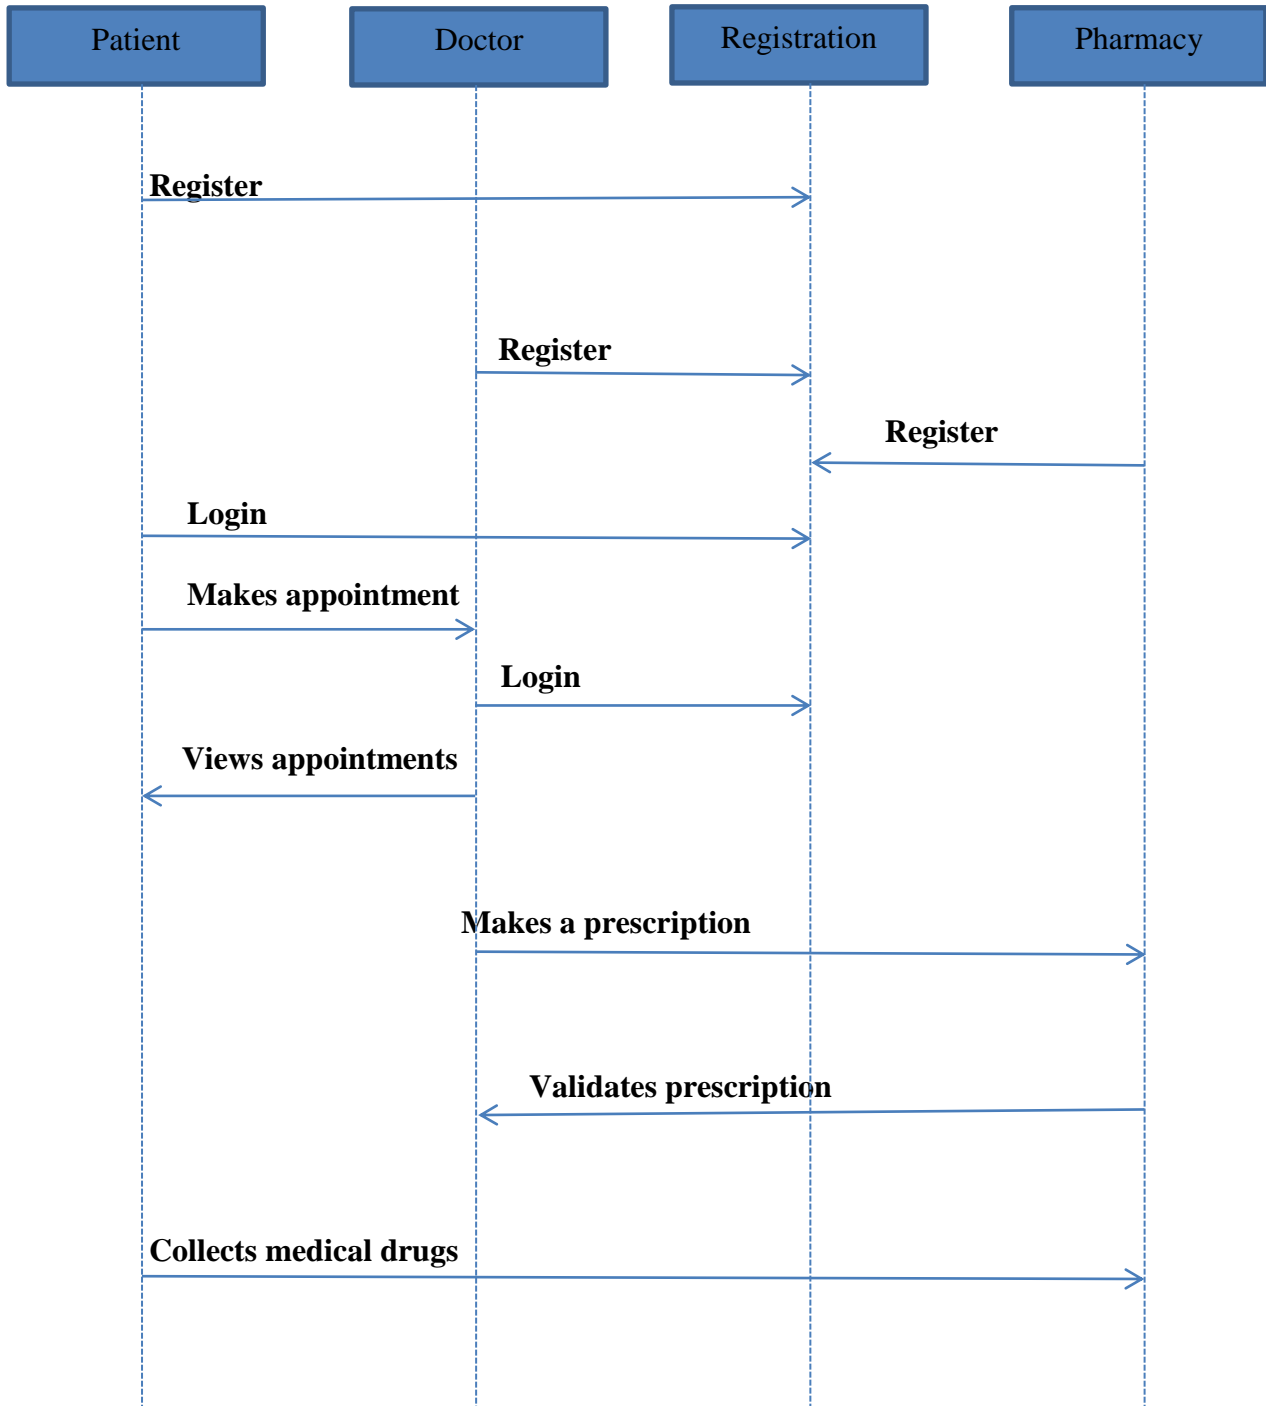 Patient
Doctor
Registration
Pharmacy
Register
Register
Register
Login
Makes appointment
Login
Views appointments
Makes a prescription
Validates prescription
Collects medical drugs